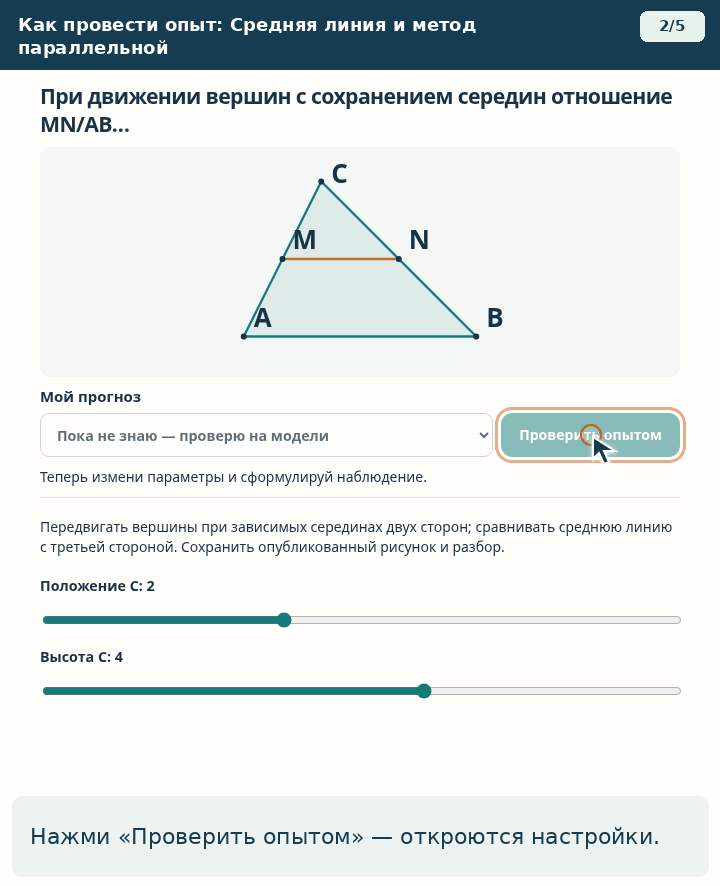 Как провести опыт: Средняя линия и метод
параллельной
2/5
При движении вершин с сохранением середин отношение
MN/AB...
C
M
N
A
B
Мой прогноз
Пока не знаю — проверю на модели
Проверить опытом
Теперь измени параметры и сформулируй наблюдение.
Передвигать вершины при зависимых серединах двух сторон; сравнивать среднюю линию
с третьей стороной. Сохранить опубликованный рисунок и разбор.
Положение C: 2
Высота C: 4
Нажми «Проверить опытом» — откроются настройки.